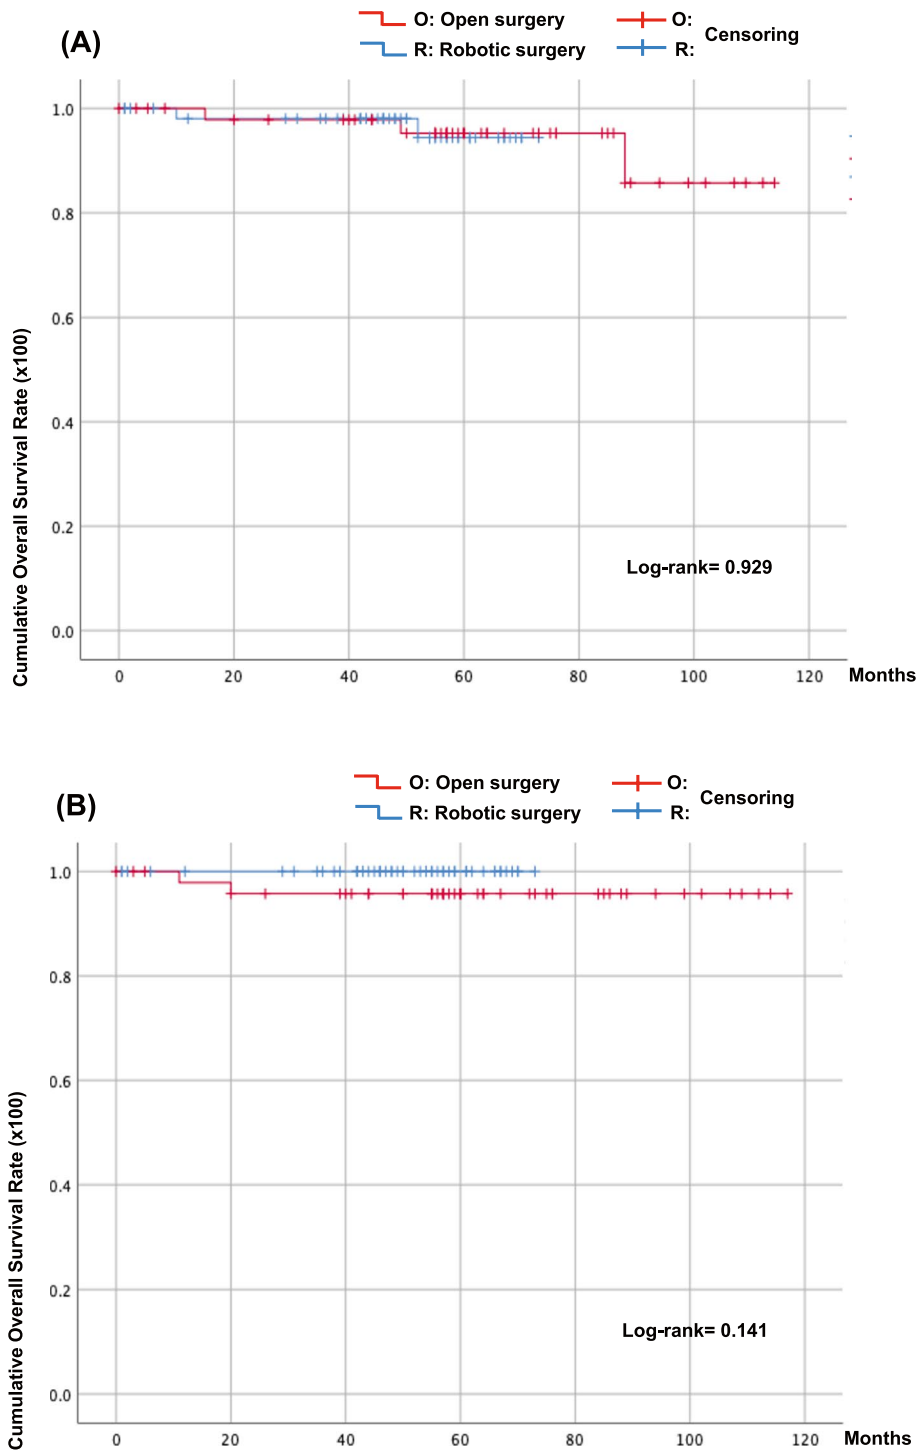 (A)
O: Open surgery
O:
Censoring
R: Robotic surgery
R:
Cumulative Overall Survival Rate (x100)
1.0
0.8
0.6
0.4
0.2
0.0
Log-rank= 0.929
0 20 40 60 80 100 120 Months
(B)
O: Open surgery
O:
Censoring
R: Robotic surgery
R:
Cumulative Overall Survival Rate (x100)
1.0
0.8
0.6
0.4
0.2
0.0
Log-rank= 0.141
0 20 40 60 80 100 120 Months